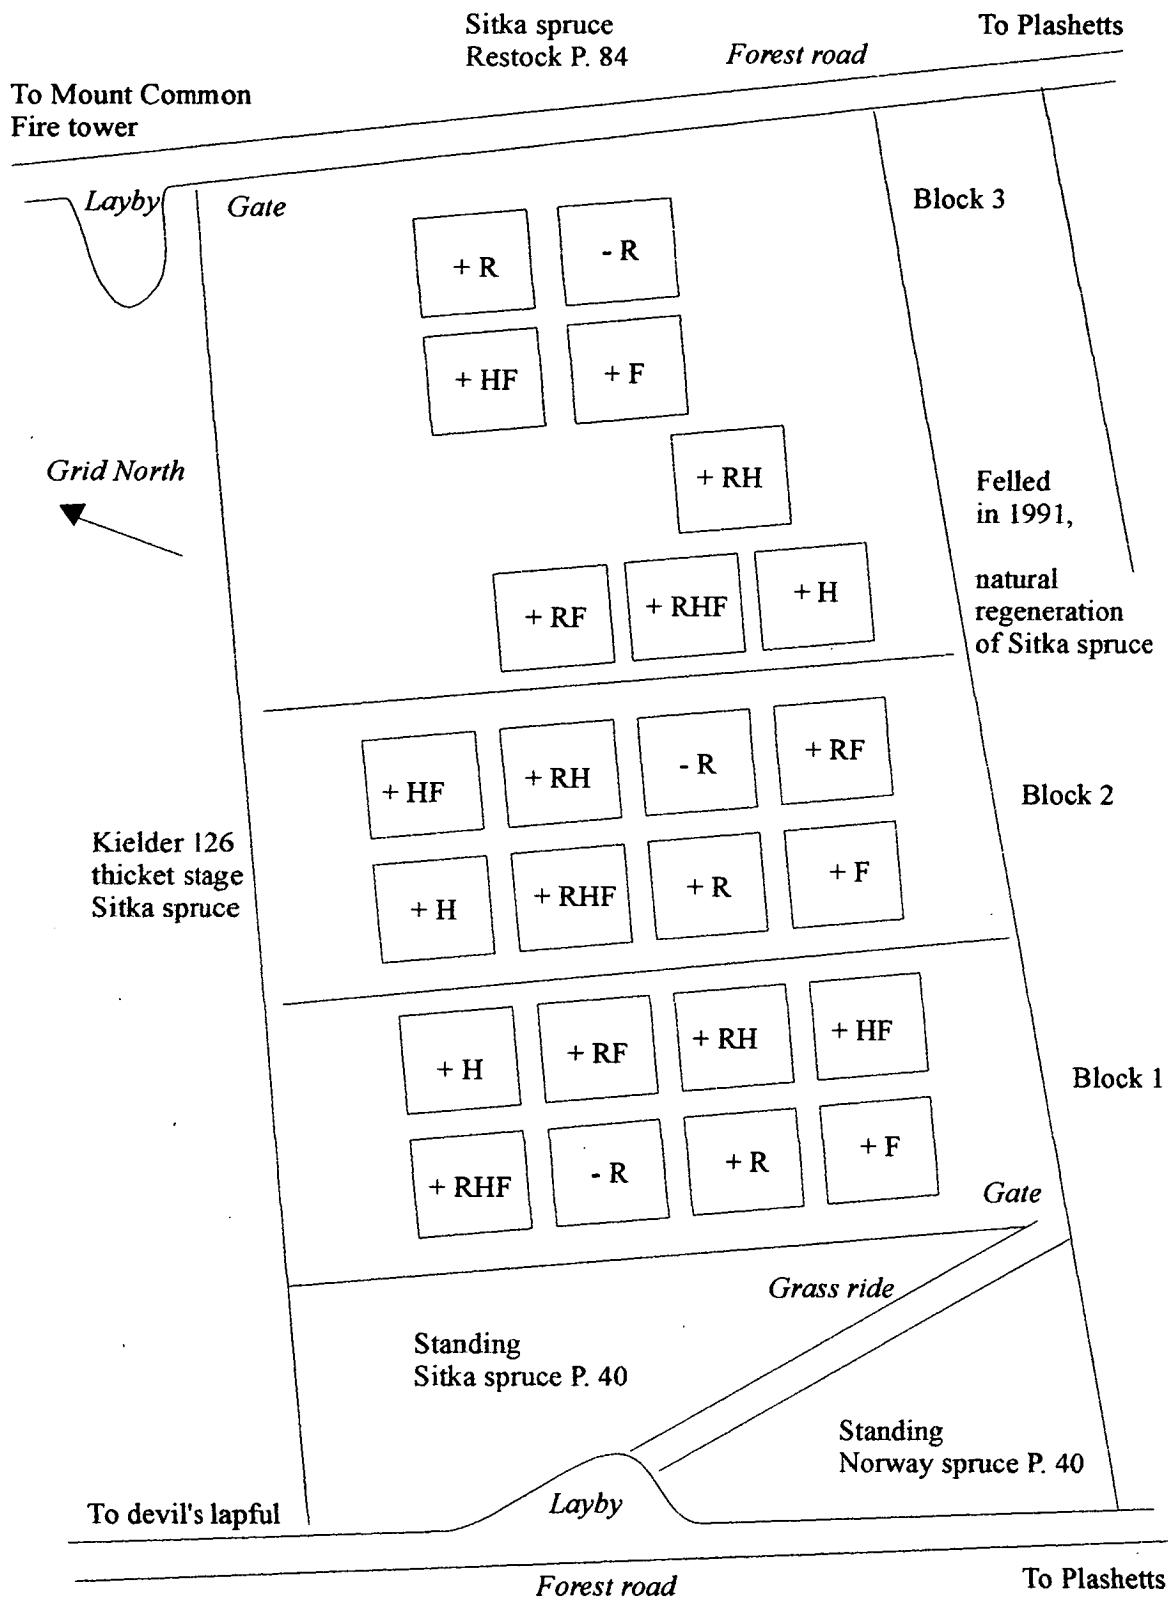 Sitka spruce
Restock P. 84
Forest road
To Plashetts
To Mount Common
Fire tower
Layby
Gate
Block 3
+ R
- R
+ HF
+ F
Grid North
+ RH
Felled
in 1991,
natural
regeneration
of Sitka spruce
+ RF
+ RHF
+ H
+ HF
+ RH
- R
+ RF
Block 2
Kielder 126
thicket stage
Sitka spruce
+ H
+ RHF
+ R
+ F
+ H
+ RF
+ RH
+ HF
Block 1
+ RHF
- R
+ R
+ F
Gate
Grass ride
Standing
Sitka spruce P. 40
Standing
Norway spruce P. 40
To devil's lapful
Layby
Forest road
To Plashetts